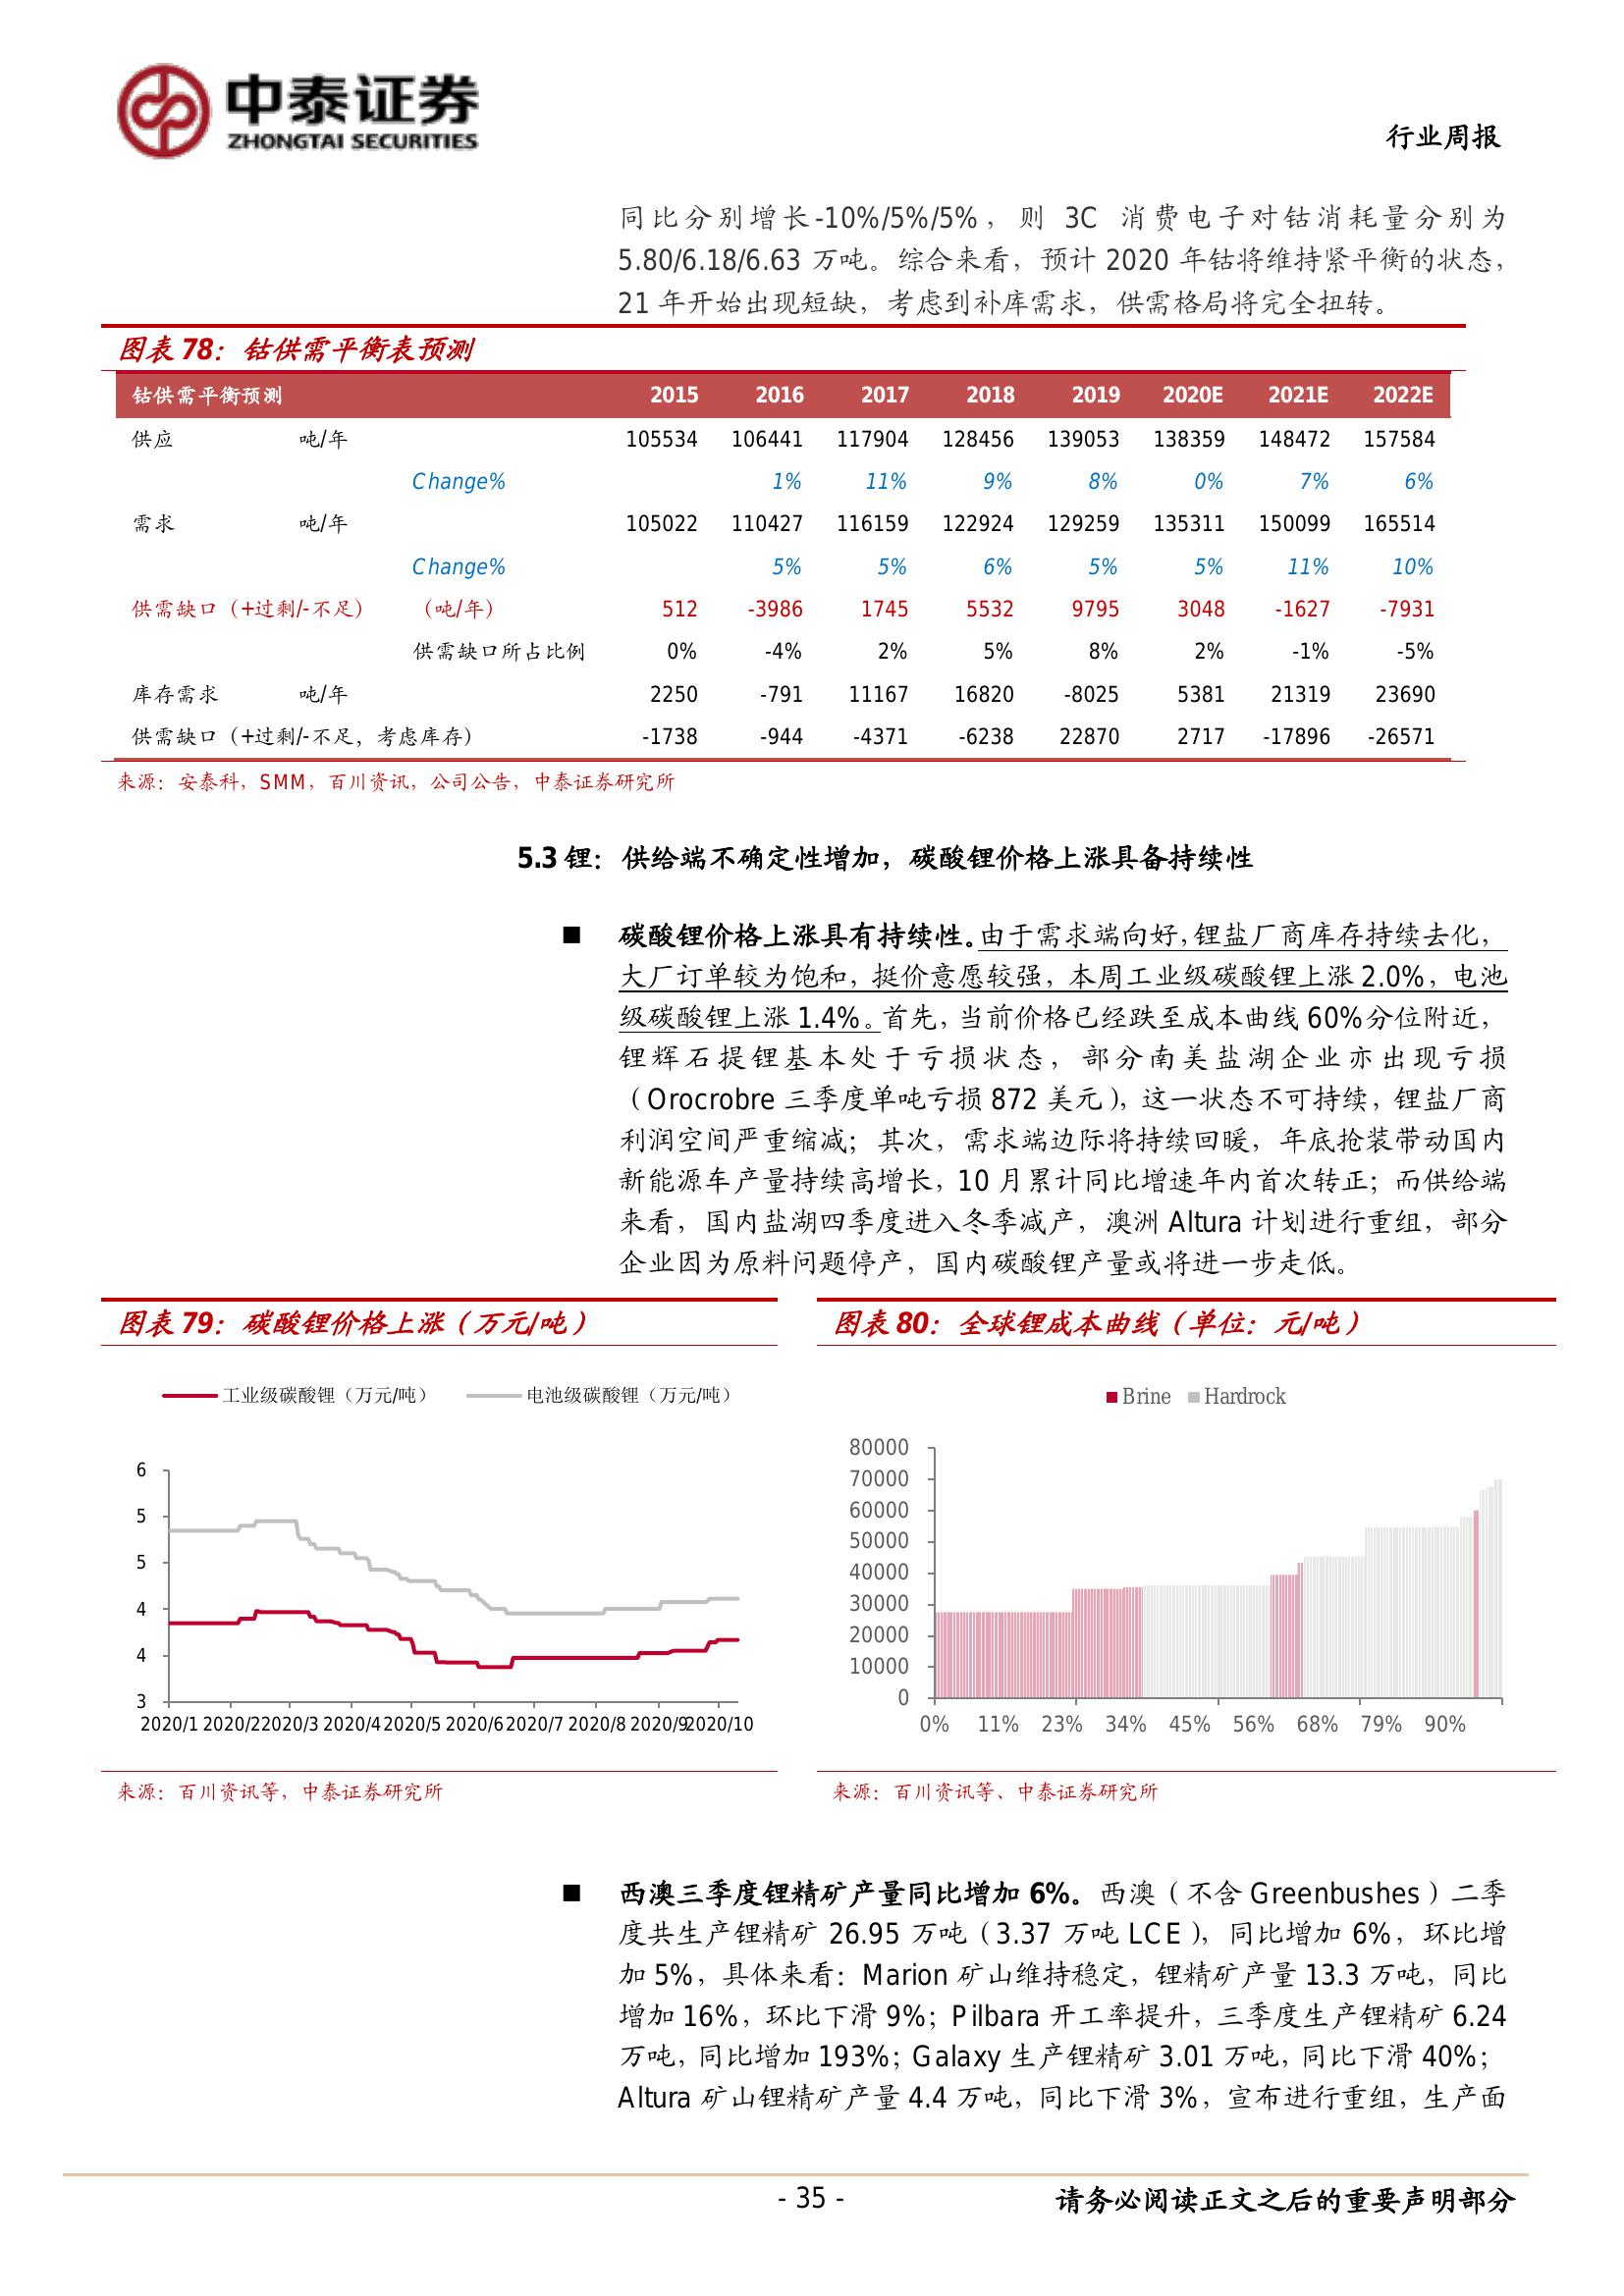 中泰证券
ZHONGTAI SECURITIES
行业周报
同比分别增长-10%/5%/5%，则 3C 消费电子对钴消耗量分别为
5.80/6.18/6.63 万吨。综合来看，预计 2020 年钴将维持紧平衡的状态，
21 年开始出现短缺，考虑到补库需求，供需格局将完全扭转。
图表 78：钴供需平衡表预测
钴供需平衡预测 2015 2016 2017 2018 2019 2020E 2021E 2022E
供应 吨/年 105534 106441 117904 128456 139053 138359 148472 157584
Change% 1% 11% 9% 8% 0% 7% 6%
需求 吨/年 105022 110427 116159 122924 129259 135311 150099 165514
Change% 5% 5% 6% 5% 5% 11% 10%
供需缺口（+过剩/-不足） （吨/年） 512 -3986 1745 5532 9795 3048 -1627 -7931
供需缺口所占比例 0% -4% 2% 5% 8% 2% -1% -5%
库存需求 吨/年 2250 -791 11167 16820 -8025 5381 21319 23690
供需缺口（+过剩/-不足，考虑库存） -1738 -944 -4371 -6238 22870 2717 -17896 -26571
来源：安泰科，SMM，百川资讯，公司公告，中泰证券研究所
5.3 锂：供给端不确定性增加，碳酸锂价格上涨具备持续性
■ 碳酸锂价格上涨具有持续性。由于需求端向好，锂盐厂商库存持续去化，
大厂订单较为饱和，挺价意愿较强，本周工业级碳酸锂上涨 2.0%，电池
级碳酸锂上涨 1.4%。首先，当前价格已经跌至成本曲线 60%分位附近，
锂辉石提锂基本处于亏损状态，部分南美盐湖企业亦出现亏损
（Orocrobre 三季度单吨亏损 872 美元），这一状态不可持续，锂盐厂商
利润空间严重缩减；其次，需求端边际将持续回暖，年底抢装带动国内
新能源车产量持续高增长，10 月累计同比增速年内首次转正；而供给端
来看，国内盐湖四季度进入冬季减产，澳洲 Altura 计划进行重组，部分
企业因为原料问题停产，国内碳酸锂产量或将进一步走低。
图表 79：碳酸锂价格上涨（万元/吨）
工业级碳酸锂（万元/吨） 电池级碳酸锂（万元/吨）
6
5
5
4
4
3
2020/1 2020/2 2020/3 2020/4 2020/5 2020/6 2020/7 2020/8 2020/9 2020/10
来源：百川资讯等，中泰证券研究所
图表 80：全球锂成本曲线（单位：元/吨）
Brine Hardrock
80000
70000
60000
50000
40000
30000
20000
10000
0
0% 11% 23% 34% 45% 56% 68% 79% 90%
来源：百川资讯等、中泰证券研究所
■ 西澳三季度锂精矿产量同比增加 6%。西澳（不含 Greenbushes）二季
度共生产锂精矿 26.95 万吨（3.37 万吨 LCE），同比增加 6%，环比增
加 5%，具体来看：Marion 矿山维持稳定，锂精矿产量 13.3 万吨，同比
增加 16%，环比下滑 9%；Pilbara 开工率提升，三季度生产锂精矿 6.24
万吨，同比增加 193%；Galaxy 生产锂精矿 3.01 万吨，同比下滑 40%；
Altura 矿山锂精矿产量 4.4 万吨，同比下滑 3%，宣布进行重组，生产面
- 35 -
请务必阅读正文之后的重要声明部分